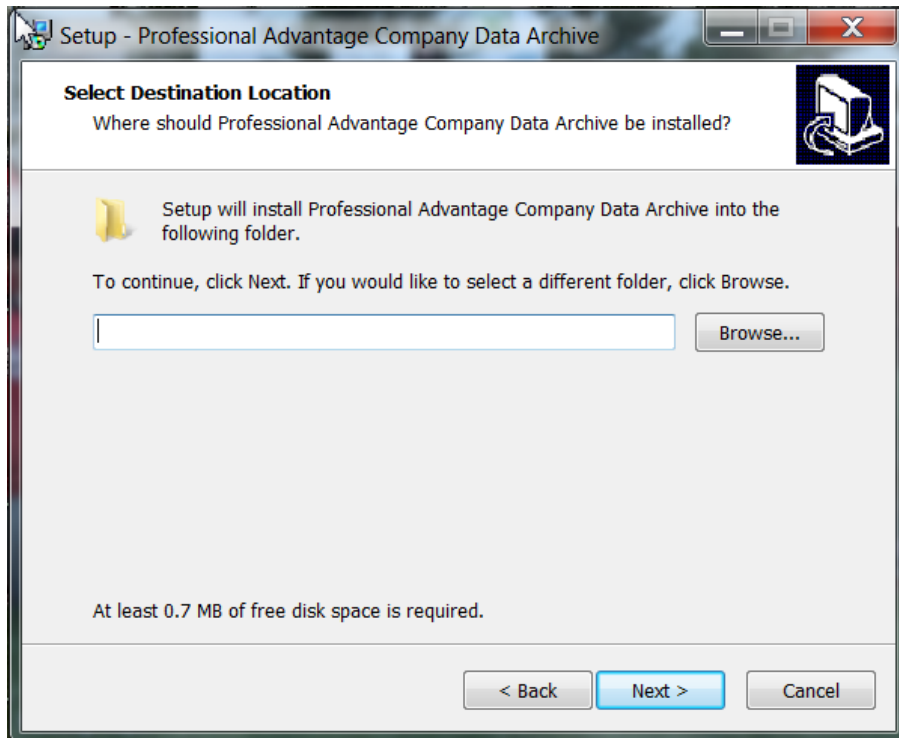 Setup - Professional Advantage Company Data Archive
Select Destination Location
Where should Professional Advantage Company Data Archive be installed?
Setup will install Professional Advantage Company Data Archive into the
following folder.
To continue, click Next. If you would like to select a different folder, click Browse.
Browse...
At least 0.7 MB of free disk space is required.
< Back Next > Cancel